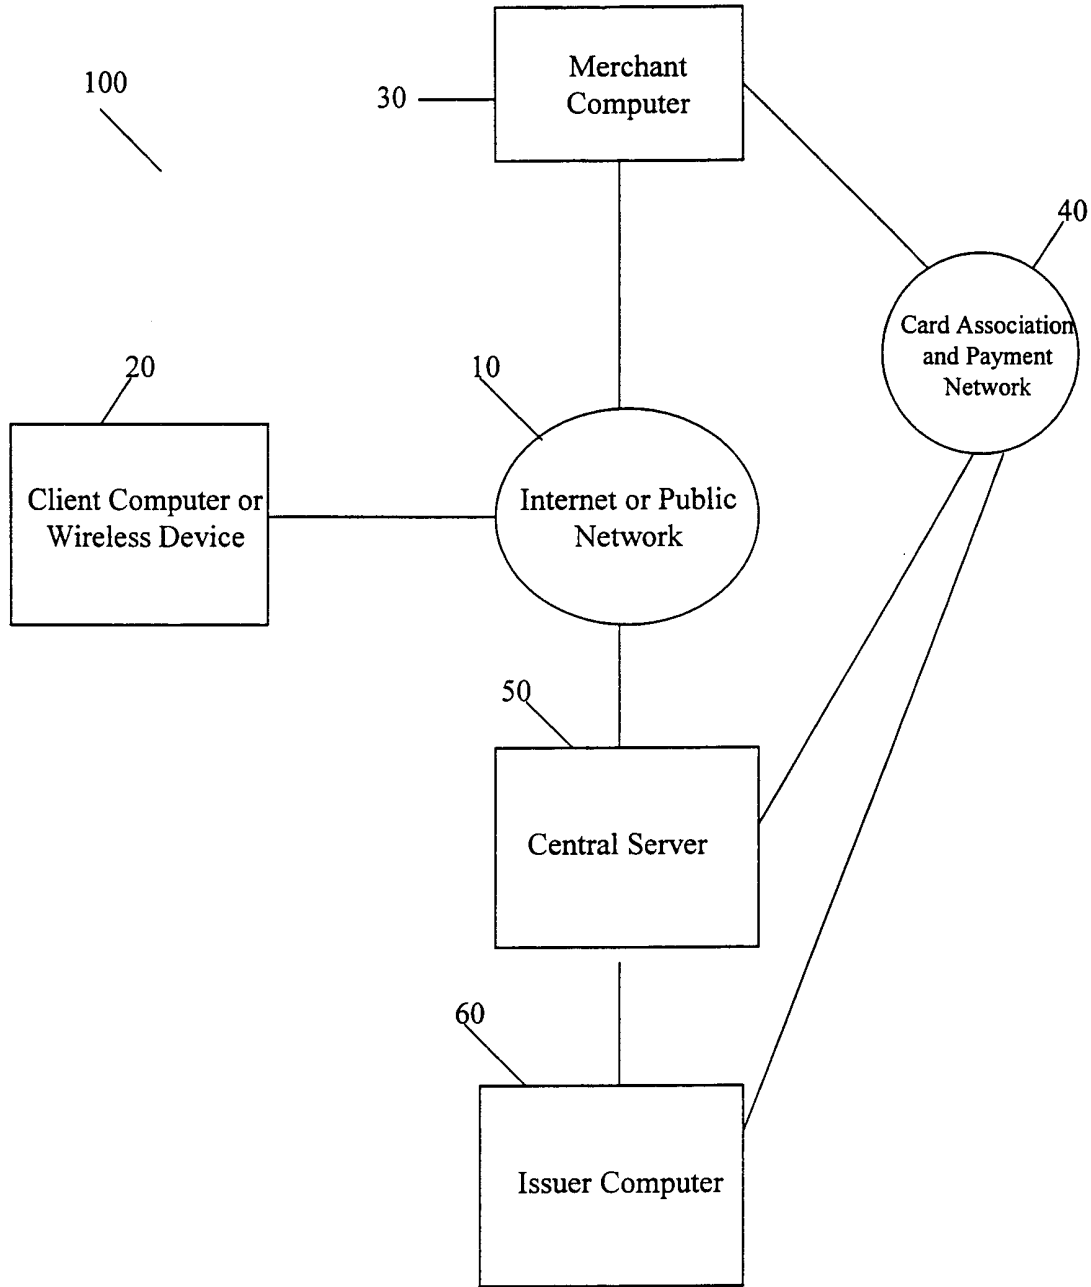 Merchant
Computer
100
30
40
Card Association
and Payment
Network
20
10
Client Computer or
Wireless Device
Internet or Public
Network
50
Central Server
60
Issuer Computer